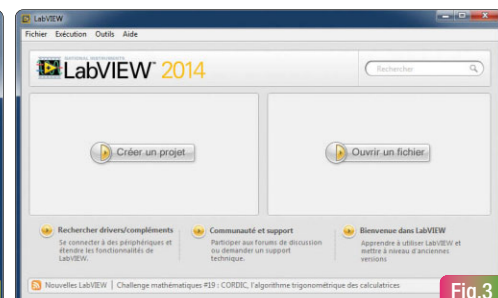 LabVIEW
Fichier Exécution Outils Aide
NATIONAL INSTRUMENTS
LabVIEW™ 2014
Rechercher
Créer un projet
Ouvrir un fichier
Rechercher drivers/compléments
Se connecter à des périphériques et
étendre les fonctionnalités de
LabVIEW.
Communauté et support
Participer aux forums de discussion
ou demander un support
technique.
Bienvenue dans LabVIEW
Apprendre à utiliser LabVIEW et
mettre à niveau d'anciennes
versions
Nouvelles LabVIEW | Challenge mathématiques #19 : CORDIC, l'algorithme trigonométrique des calculatrices
Fig.3